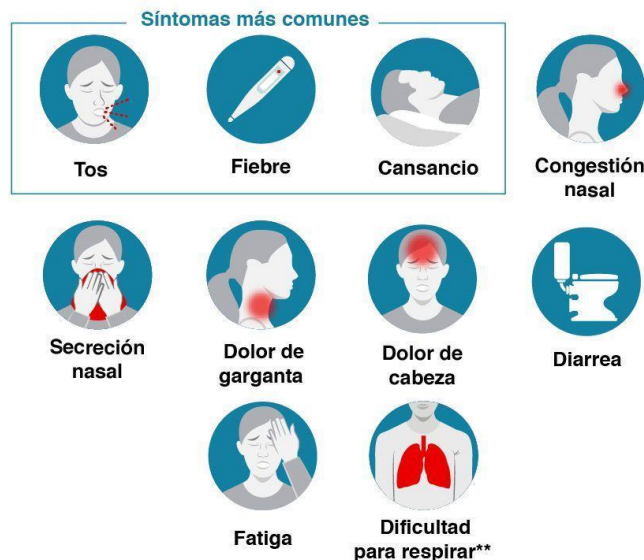 Síntomas más comunes
Tos
Fiebre
Cansancio
Congestión
nasal
Secreción
nasal
Dolor de
garganta
Dolor de
cabeza
Diarrea
Fatiga
Dificultad
para respirar**